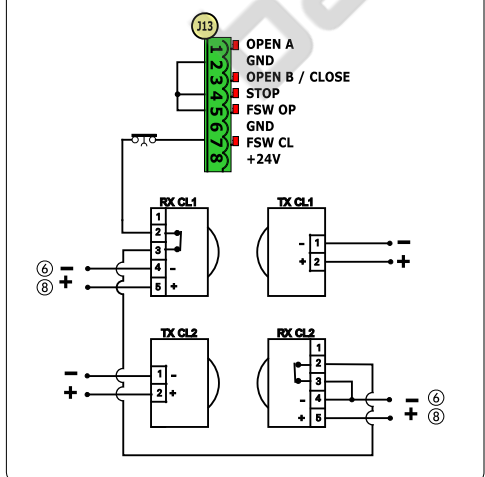 J13
1 OPEN A
2 GND
3 OPEN B / CLOSE
4 STOP
5 FSW OP
6 GND
7 FSW CL
8 +24V
RX CL1
1
2
3
4 -
5 +
⑥ -
⑧ +
TX CL1
- 1 -
+ 2 +
TX CL2
- 1 -
+ 2 +
RX CL2
1
2
3
- 4 - ⑥
+ 5 + ⑧